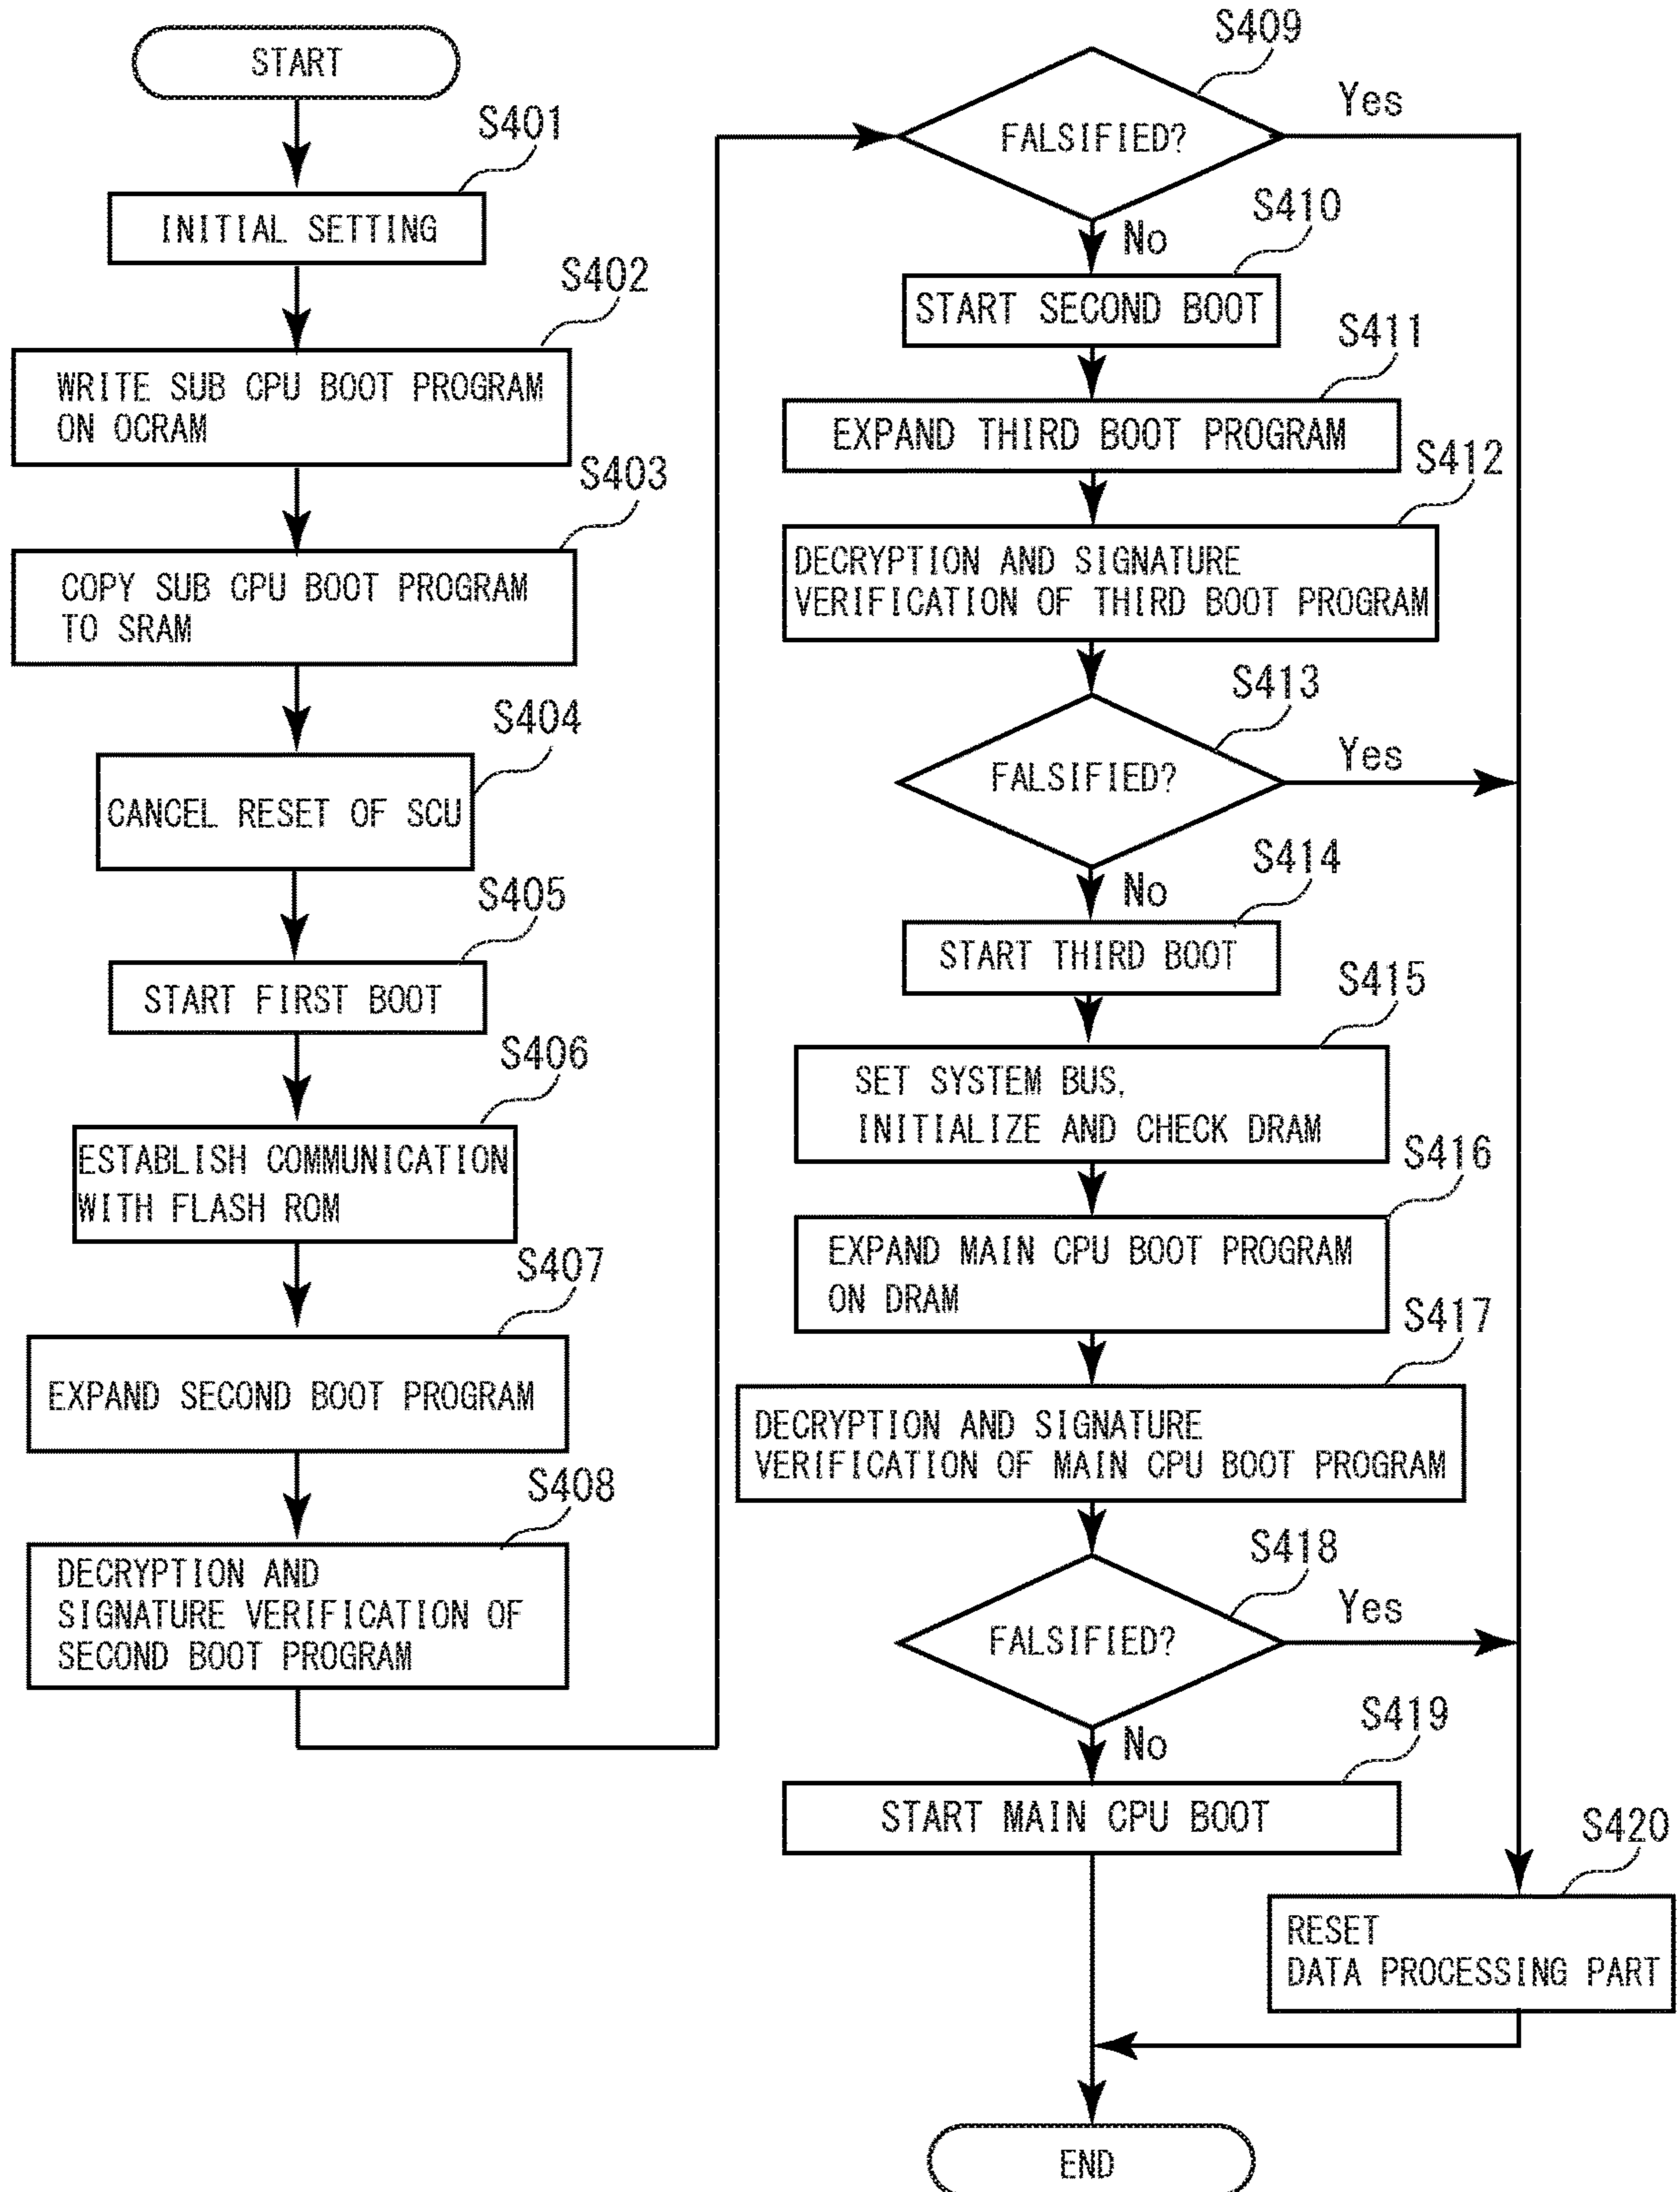 START
S401
INITIAL SETTING
S402
WRITE SUB CPU BOOT PROGRAM
ON OCRAM
S403
COPY SUB CPU BOOT PROGRAM
TO SRAM
S404
CANCEL RESET OF SCU
S405
START FIRST BOOT
S406
ESTABLISH COMMUNICATION
WITH FLASH ROM
S407
EXPAND SECOND BOOT PROGRAM
S408
DECRYPTION AND
SIGNATURE VERIFICATION OF
SECOND BOOT PROGRAM
S409
FALSIFIED?
Yes
No
S410
START SECOND BOOT
S411
EXPAND THIRD BOOT PROGRAM
S412
DECRYPTION AND SIGNATURE
VERIFICATION OF THIRD BOOT PROGRAM
S413
FALSIFIED?
Yes
No
S414
START THIRD BOOT
S415
SET SYSTEM BUS,
INITIALIZE AND CHECK DRAM
S416
EXPAND MAIN CPU BOOT PROGRAM
ON DRAM
S417
DECRYPTION AND SIGNATURE
VERIFICATION OF MAIN CPU BOOT PROGRAM
S418
FALSIFIED?
Yes
No
S419
START MAIN CPU BOOT
S420
RESET
DATA PROCESSING PART
END